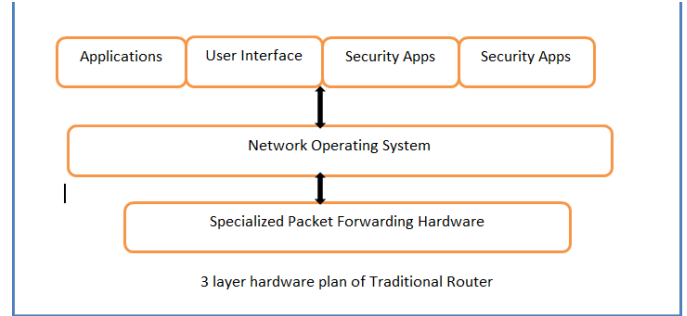 Applications User Interface Security Apps Security Apps
Network Operating System
Specialized Packet Forwarding Hardware
3 layer hardware plan of Traditional Router